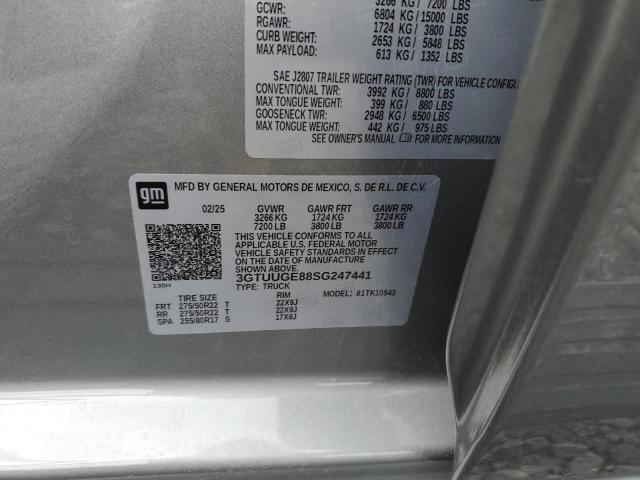 GCWR: 3266 KG / 7200 LBS
RGAWR: 6804 KG/15000 LBS
CURB WEIGHT: 1724 KG / 3800 LBS
MAX PAYLOAD: 2653 KG / 5848 LBS
613 KG/ 1352 LBS
SAE J2807 TRAILER WEIGHT RATING (TWR) FOR VEHICLE CONFIGU
CONVENTIONAL TWR: 3992 KG/ 8800 LBS
MAX TONGUE WEIGHT: 399 KG / 880 LBS
GOOSENECK TWR: 2948 KG / 6500 LBS
MAX TONGUE WEIGHT: 442 KG / 975 LBS
SEE OWNER'S MANUAL FOR MORE INFORMATION
gm
MFD BY GENERAL MOTORS DE MEXICO, S. DE R.L. DE C.V.
02/25 GVWR GAWR FRT GAWR RR
3266 KG 1724 KG 1724 KG
7200 LB 3800 LB 3800 LB
THIS VEHICLE CONFORMS TO ALL
APPLICABLE U.S. FEDERAL MOTOR
VEHICLE SAFETY STANDARDS IN EFFECT
ON THE DATE OF MANUFACTURE SHOWN ABOVE.
3GTUUGE88SG247441
130H TYPE: TRUCK
TIRE SIZE RIM MODEL: 81TK10543
FRT 275/50R22 T 22X9J
RR 275/50R22 T 22X9J
SPA 255/80R17 S 17X8J